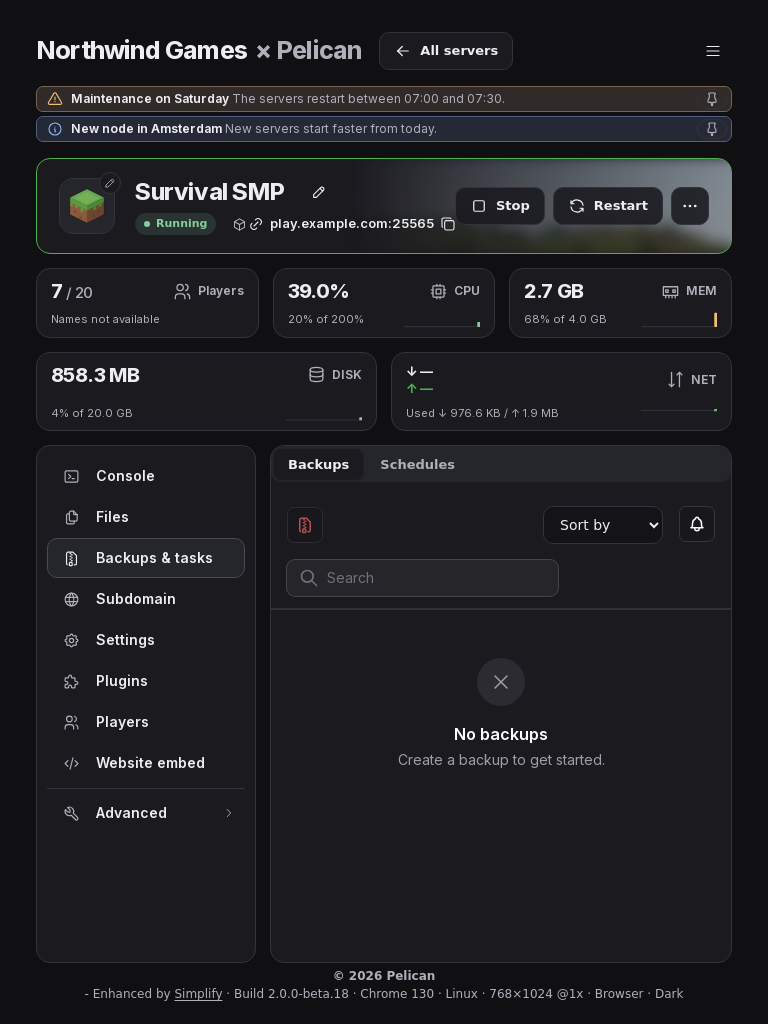 Northwind Games × Pelican
All servers
Maintenance on Saturday The servers restart between 07:00 and 07:30.
New node in Amsterdam New servers start faster from today.
Survival SMP
Running
play.example.com:25565
Stop
Restart
7 / 20
Players
Names not available
39.0%
CPU
20% of 200%
2.7 GB
MEM
68% of 4.0 GB
858.3 MB
DISK
4% of 20.0 GB
↓ —
↑ —
NET
Used ↓ 976.6 KB / ↑ 1.9 MB
Console
Files
Backups & tasks
Subdomain
Settings
Plugins
Players
Website embed
Advanced
Backups
Schedules
Sort by
Search
No backups
Create a backup to get started.
© 2026 Pelican
- Enhanced by Simplify · Build 2.0.0-beta.18 · Chrome 130 · Linux · 768×1024 @1x · Browser · Dark